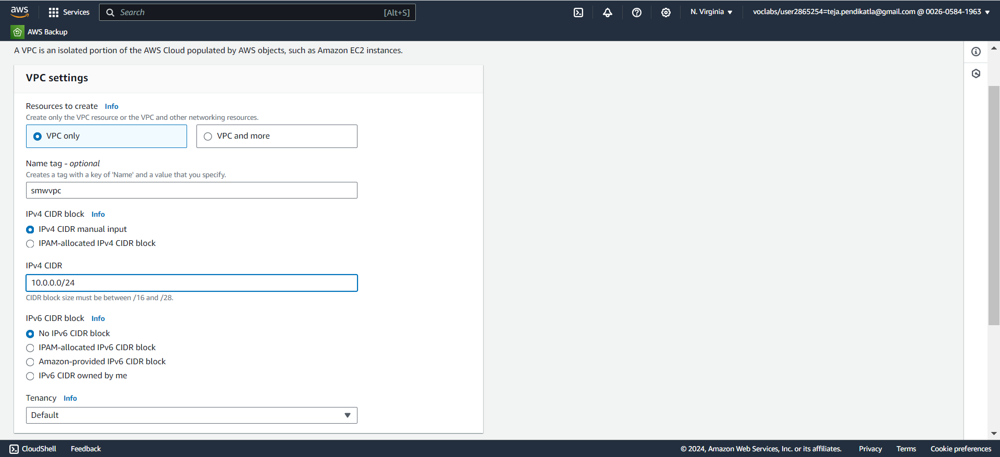 aws
Services
Search
[Alt+S]
N. Virginia
voclabs/user2865254=teja.pendikatla@gmail.com @ 0026-0584-1963
AWS Backup
A VPC is an isolated portion of the AWS Cloud populated by AWS objects, such as Amazon EC2 instances.
VPC settings
Resources to create Info
Create only the VPC resource or the VPC and other networking resources.
VPC only
VPC and more
Name tag - optional
Creates a tag with a key of 'Name' and a value that you specify.
smwvpc
IPv4 CIDR block Info
IPv4 CIDR manual input
IPAM-allocated IPv4 CIDR block
IPv4 CIDR
10.0.0.0/24
CIDR block size must be between /16 and /28.
IPv6 CIDR block Info
No IPv6 CIDR block
IPAM-allocated IPv6 CIDR block
Amazon-provided IPv6 CIDR block
IPv6 CIDR owned by me
Tenancy Info
Default
CloudShell
Feedback
© 2024, Amazon Web Services, Inc. or its affiliates.
Privacy
Terms
Cookie preferences